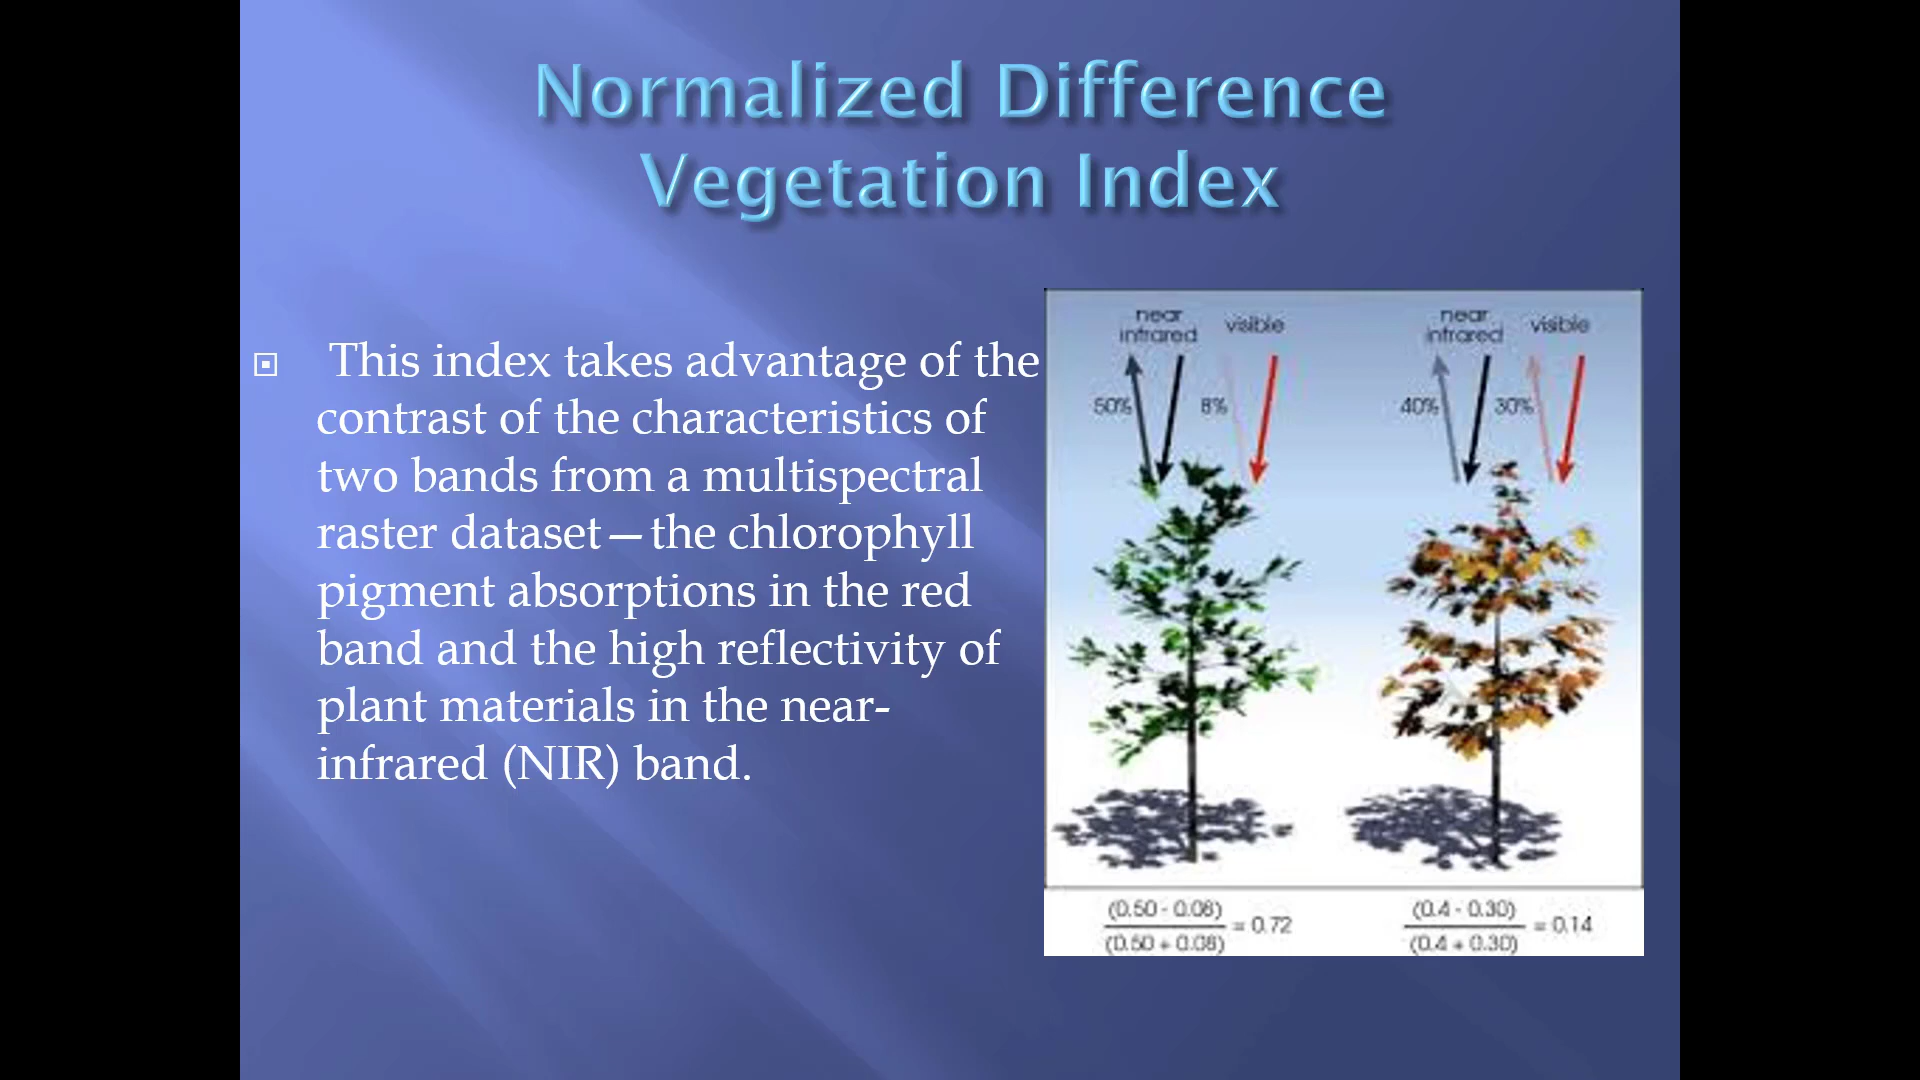 Normalized Difference
Vegetation Index
This index takes advantage of the
contrast of the characteristics of
two bands from a multispectral
raster dataset—the chlorophyll
pigment absorptions in the red
band and the high reflectivity of
plant materials in the near-
infrared (NIR) band.
near
infrared
visible
near
infrared
visible
50%
8%
40%
30%
(0.50 - 0.08)
(0.50 + 0.08)
= 0.72
(0.4 - 0.30)
(0.4 + 0.30)
= 0.14